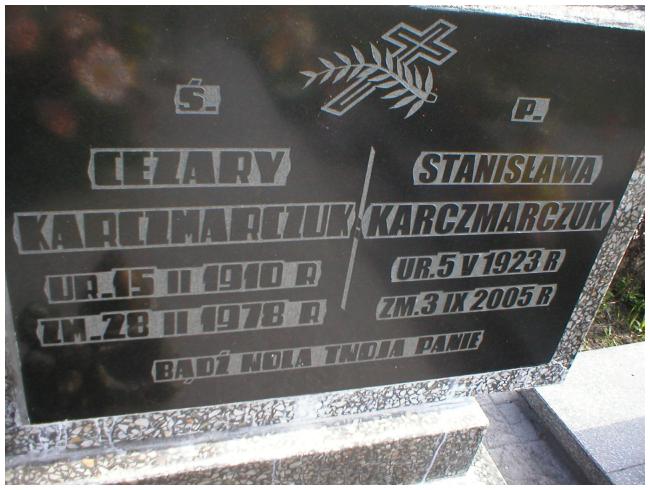 Ś. P.
CEZARY
KARCZMARCZUK
UR. 15 II 1910 R
ZM. 28 II 1978 R
STANISŁAWA
KARCZMARCZUK
UR. 5 V 1923 R
ZM. 3 IX 2005 R
BĄDŹ WOLA TWOJA PANIE